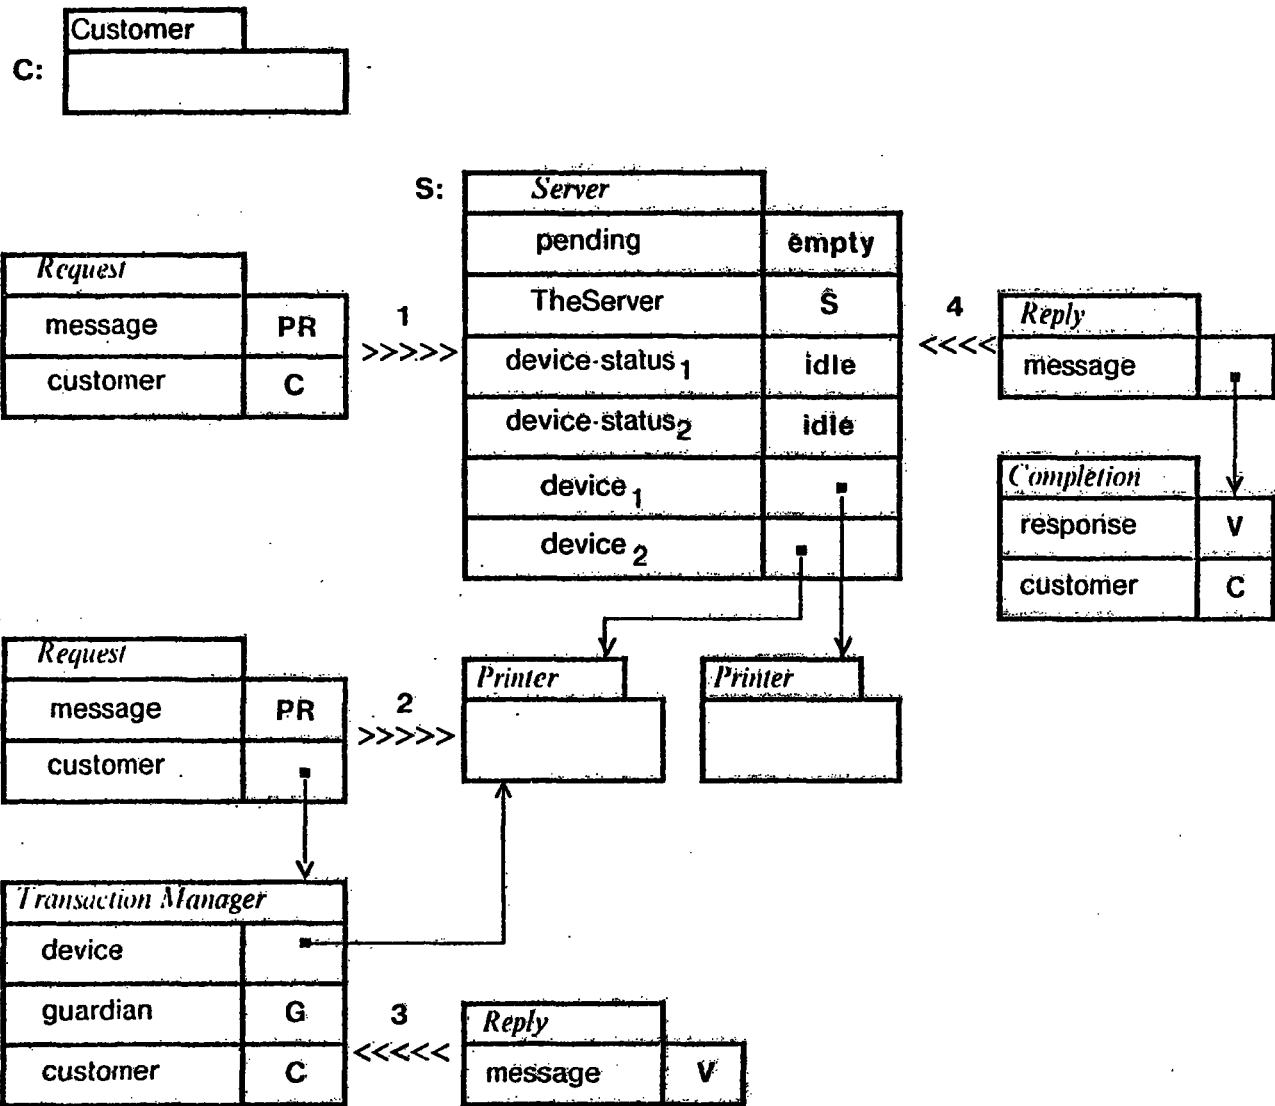 Customer
C:
S:
Server
pending empty
TheServer S
device-status1 idle
device-status2 idle
device1
device2
Request
message PR
customer C
1
>>>>>
4
<<<<
Reply
message
Completion
response V
customer C
Request
message PR
customer
2
>>>>>
Printer
Printer
Transaction Manager
device
guardian G
customer C
3
<<<<<
Reply
message V